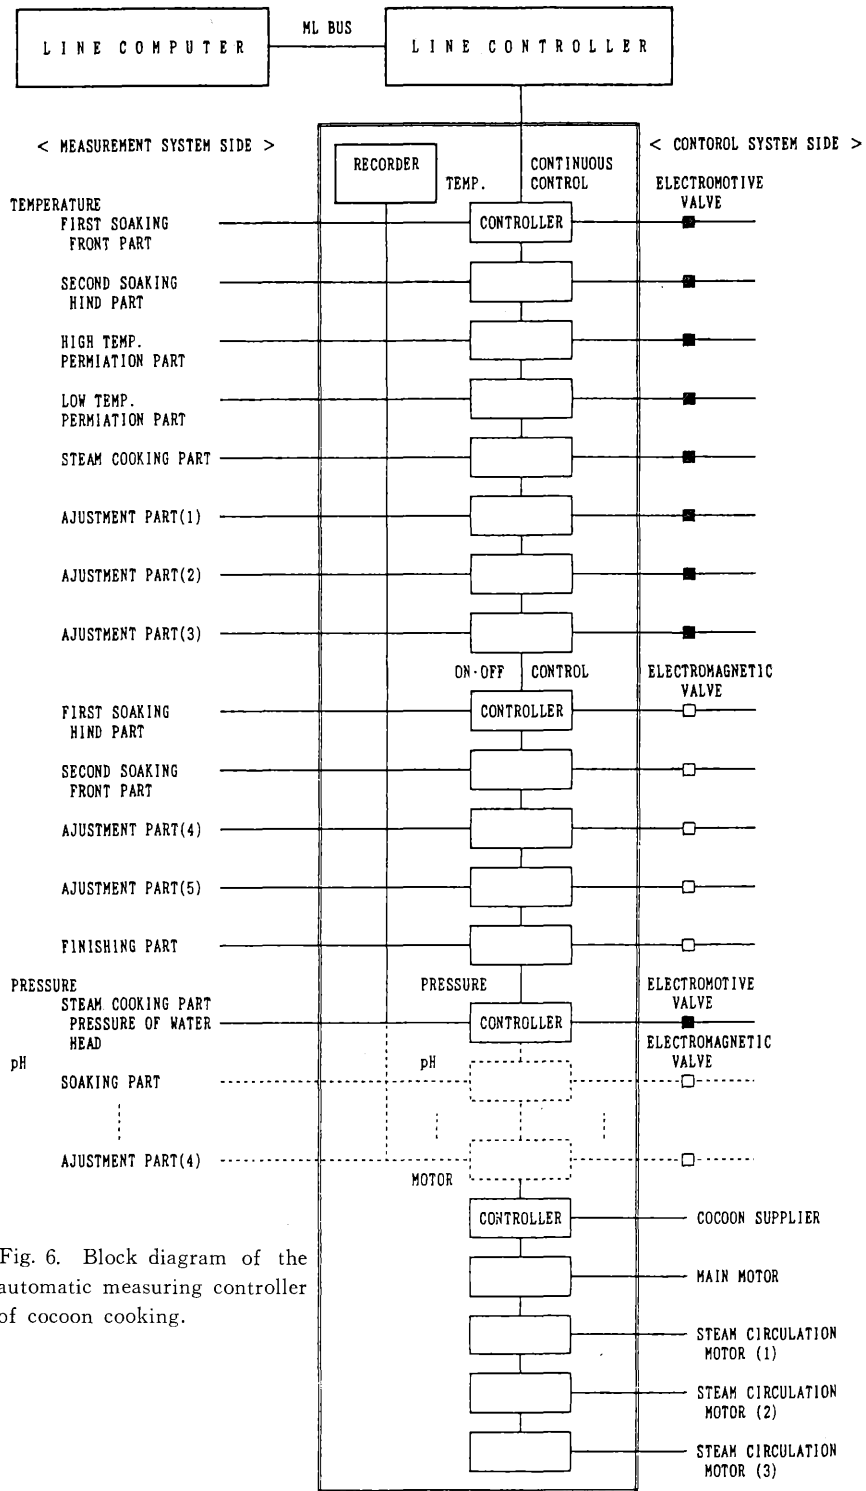 LINE COMPUTER
ML BUS
LINE CONTROLLER
< MEASUREMENT SYSTEM SIDE >
< CONTOROL SYSTEM SIDE >
RECORDER
TEMP.
CONTINUOUS
CONTROL
ELECTROMOTIVE
VALVE
TEMPERATURE
FIRST SOAKING
FRONT PART
CONTROLLER
SECOND SOAKING
HIND PART
HIGH TEMP.
PERMIATION PART
LOW TEMP.
PERMIATION PART
STEAM COOKING PART
AJUSTMENT PART(1)
AJUSTMENT PART(2)
AJUSTMENT PART(3)
ON·OFF CONTROL
ELECTROMAGNETIC
VALVE
FIRST SOAKING
HIND PART
CONTROLLER
SECOND SOAKING
FRONT PART
AJUSTMENT PART(4)
AJUSTMENT PART(5)
FINISHING PART
PRESSURE
PRESSURE
ELECTROMOTIVE
VALVE
STEAM COOKING PART
PRESSURE OF WATER
HEAD
CONTROLLER
ELECTROMAGNETIC
VALVE
pH
pH
SOAKING PART
AJUSTMENT PART(4)
MOTOR
CONTROLLER
COCOON SUPPLIER
MAIN MOTOR
STEAM CIRCULATION
MOTOR (1)
STEAM CIRCULATION
MOTOR (2)
STEAM CIRCULATION
MOTOR (3)
Fig. 6. Block diagram of the
automatic measuring controller
of cocoon cooking.